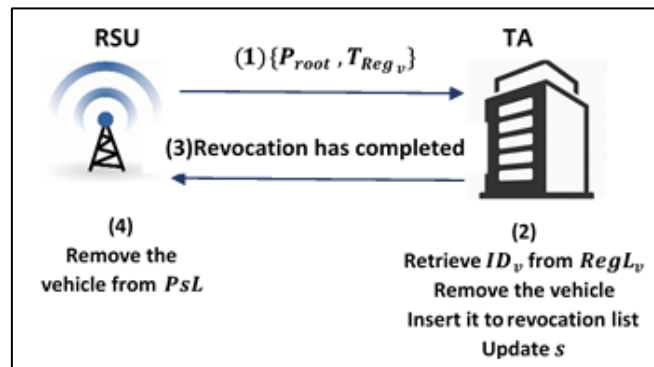 RSU
TA
(1){P_root , T_Reg_v}
(3)Revocation has completed
(4)
Remove the
vehicle from PsL
(2)
Retrieve ID_v from RegL_v
Remove the vehicle
Insert it to revocation list
Update s